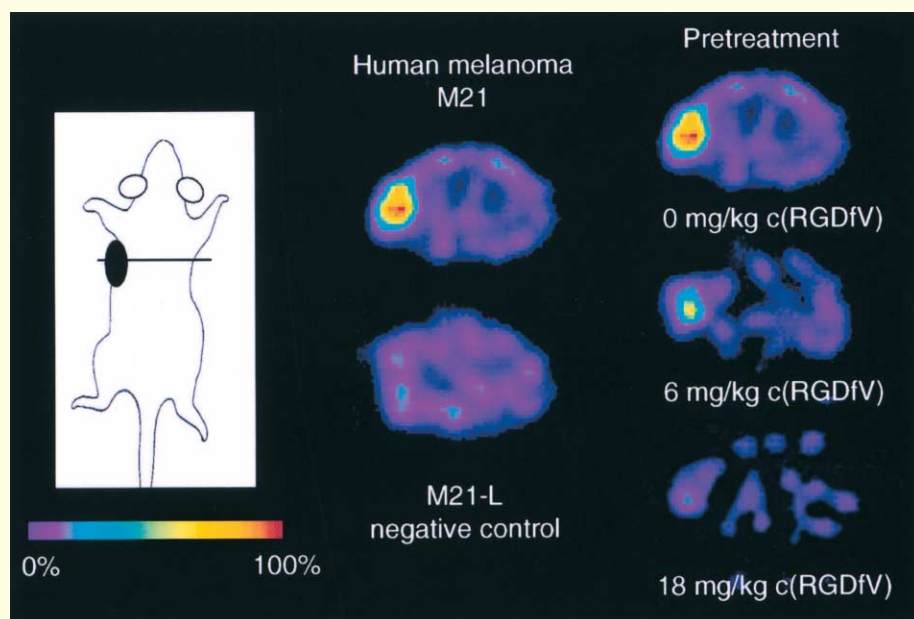 Human melanoma
M21
M21-L
negative control
Pretreatment
0 mg/kg c(RGDfV)
6 mg/kg c(RGDfV)
18 mg/kg c(RGDfV)
0%
100%